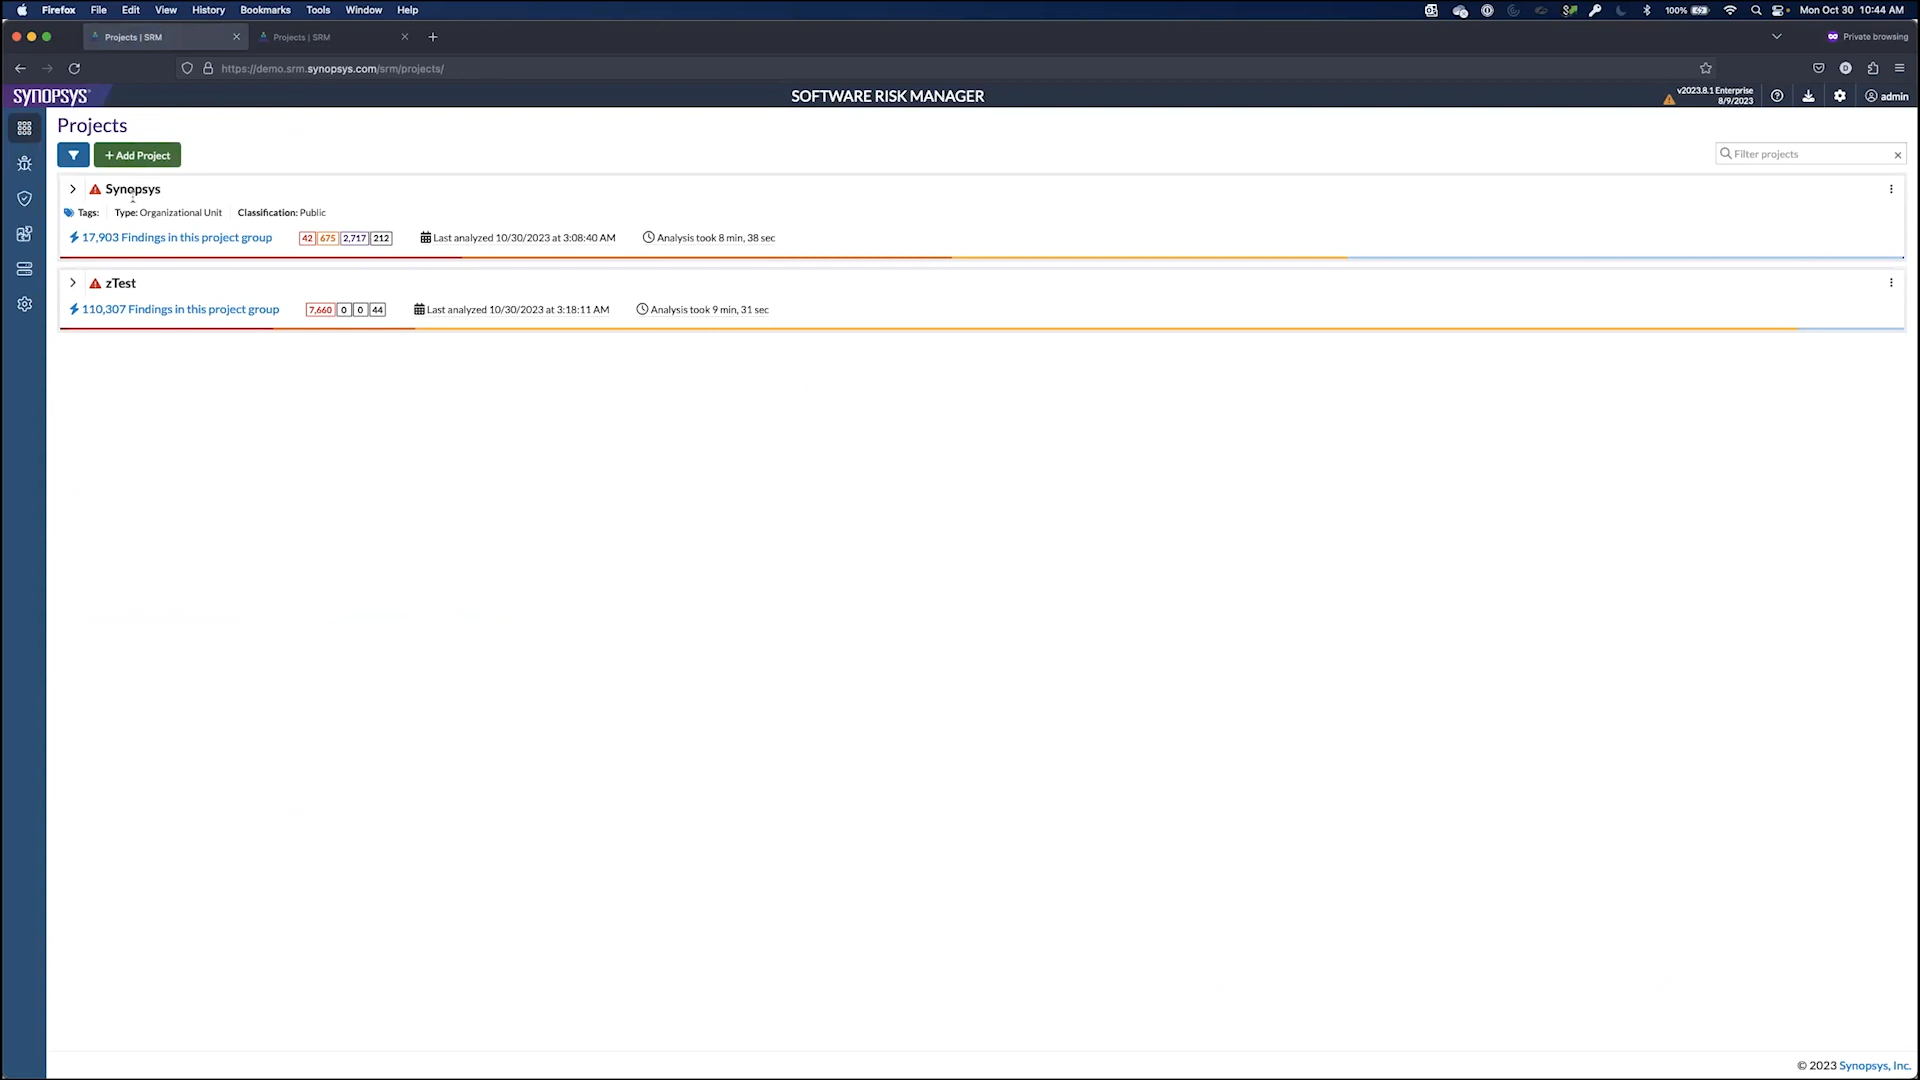 Firefox File Edit View History Bookmarks Tools Window Help 100% Mon Oct 30 10:44 AM
Projects | SRM Projects | SRM Private browsing
https://demo.srm.synopsys.com/srm/projects/
SYNOPSYS SOFTWARE RISK MANAGER v2023.8.1 Enterprise
8/9/2023 admin
Projects
+ Add Project Filter projects
Synopsys
Tags: Type: Organizational Unit Classification: Public
17,903 Findings in this project group 42 675 2,717 212 Last analyzed 10/30/2023 at 3:08:40 AM Analysis took 8 min, 38 sec
zTest
110,307 Findings in this project group 7,660 0 0 44 Last analyzed 10/30/2023 at 3:18:11 AM Analysis took 9 min, 31 sec
© 2023 Synopsys, Inc.